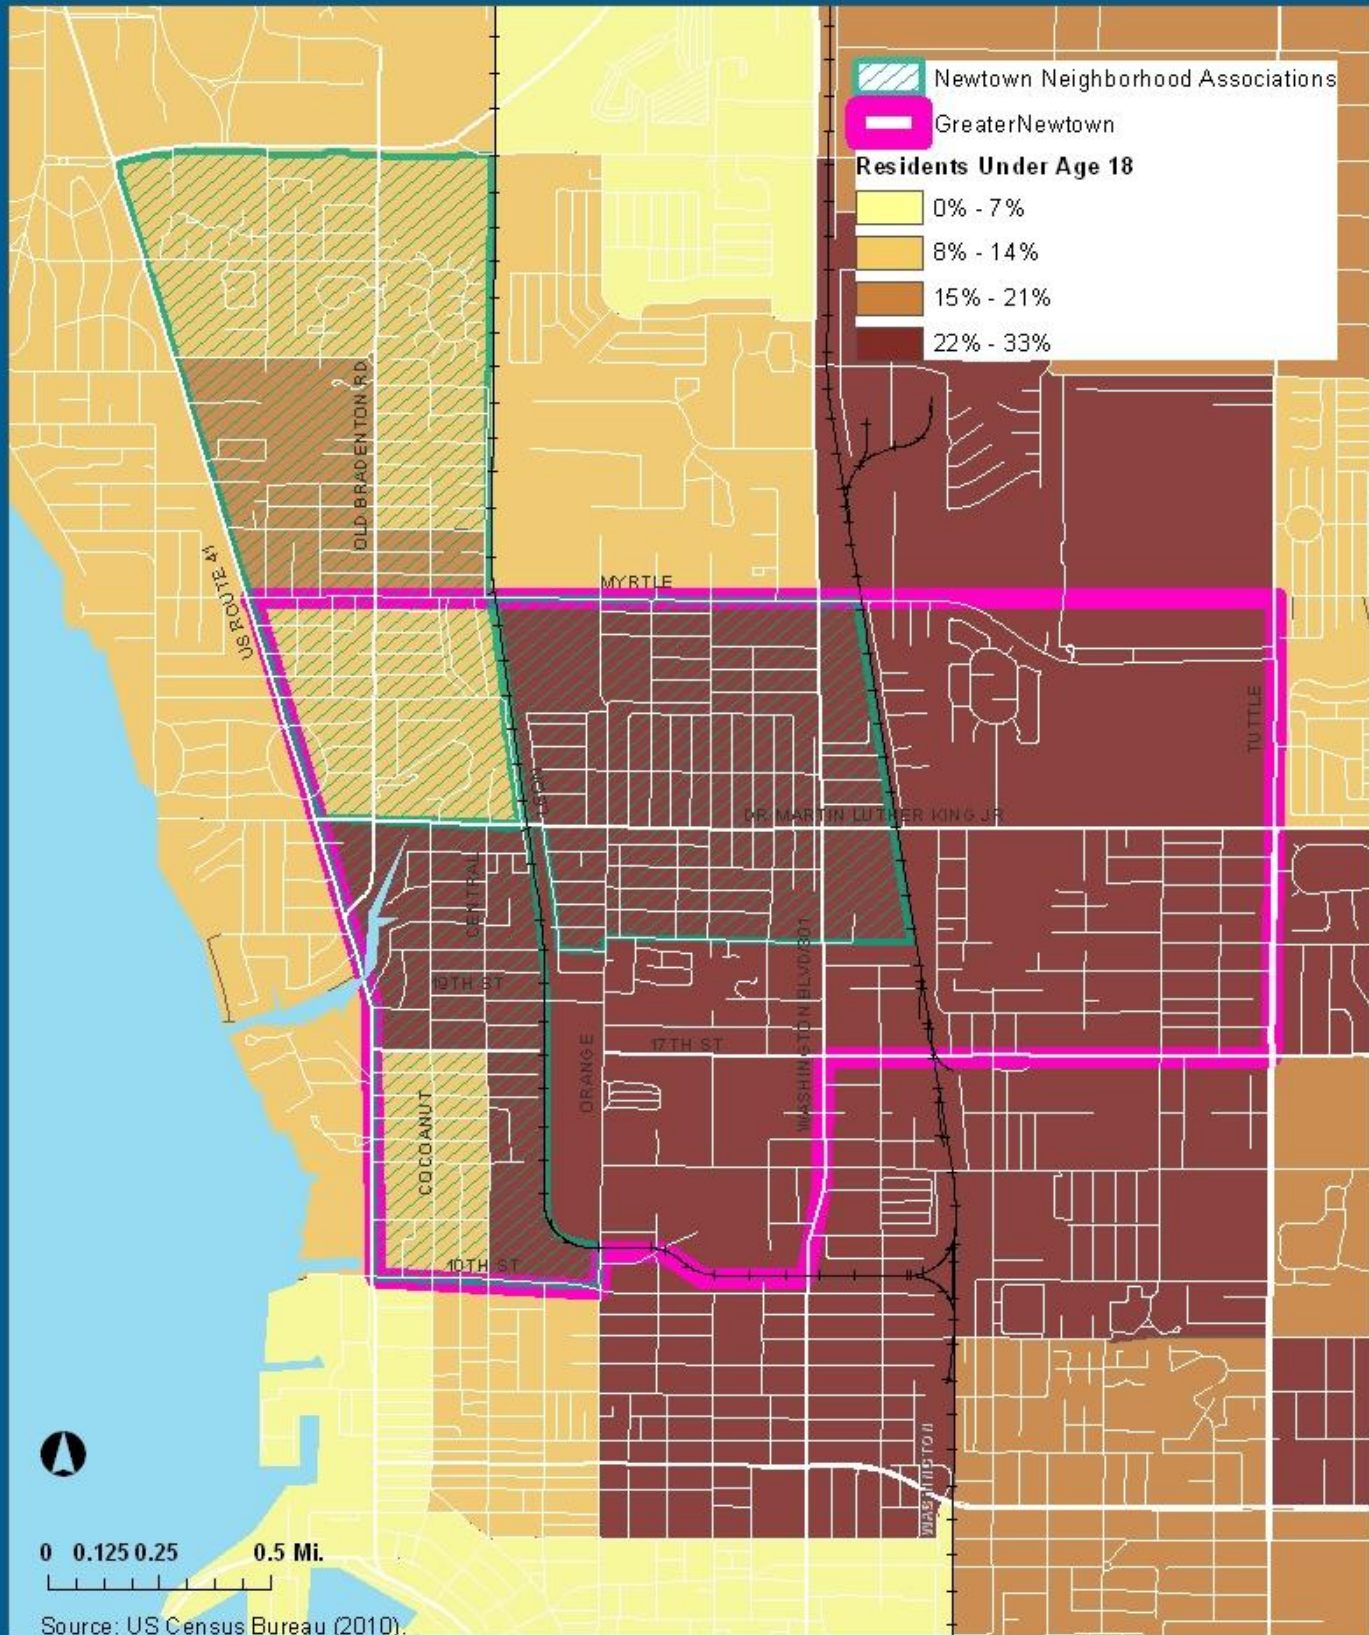 Newtown Neighborhood Associations
GreaterNewtown
Residents Under Age 18
0% - 7%
8% - 14%
15% - 21%
22% - 33%
OLD BRADENTON RD
US ROUTE 41
MYRTLE
TUTTLE
LEON
DR MARTIN LUTHER KING JR
CENTRAL
19TH ST
WASHINGTON BLVD/301
17TH ST
ORANGE
COCOANUT
10TH ST
WASHINGTON
0 0.125 0.25 0.5 Mi.
Source: US Census Bureau (2010).